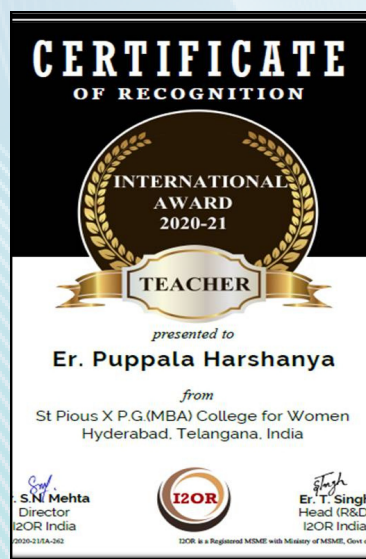 CERTIFICATE
OF RECOGNITION
INTERNATIONAL
AWARD
2020-21
TEACHER
presented to
Er. Puppala Harshanya
from
St Pious X P.G.(MBA) College for Women
Hyderabad, Telangana, India
. S.N. Mehta
Director
I2OR India
/2020-21/IA-262
I2OR
Er. T. Singh
Head (R&D
I2OR India
I2OR is a Registered MSME with Ministry of MSME, Govt